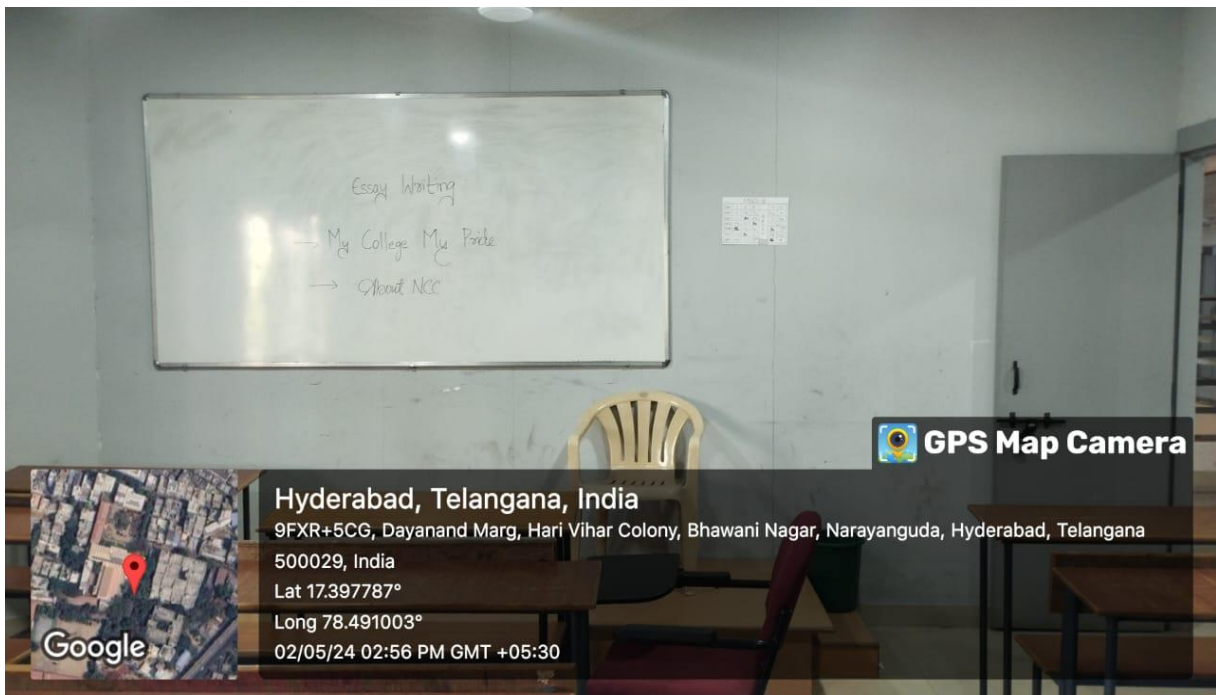 Essay Writing
→ My College My Pride
→ About NCC
GPS Map Camera
Hyderabad, Telangana, India
9FXR+5CG, Dayanand Marg, Hari Vihar Colony, Bhawani Nagar, Narayanguda, Hyderabad, Telangana
500029, India
Lat 17.397787°
Long 78.491003°
02/05/24 02:56 PM GMT +05:30
Google